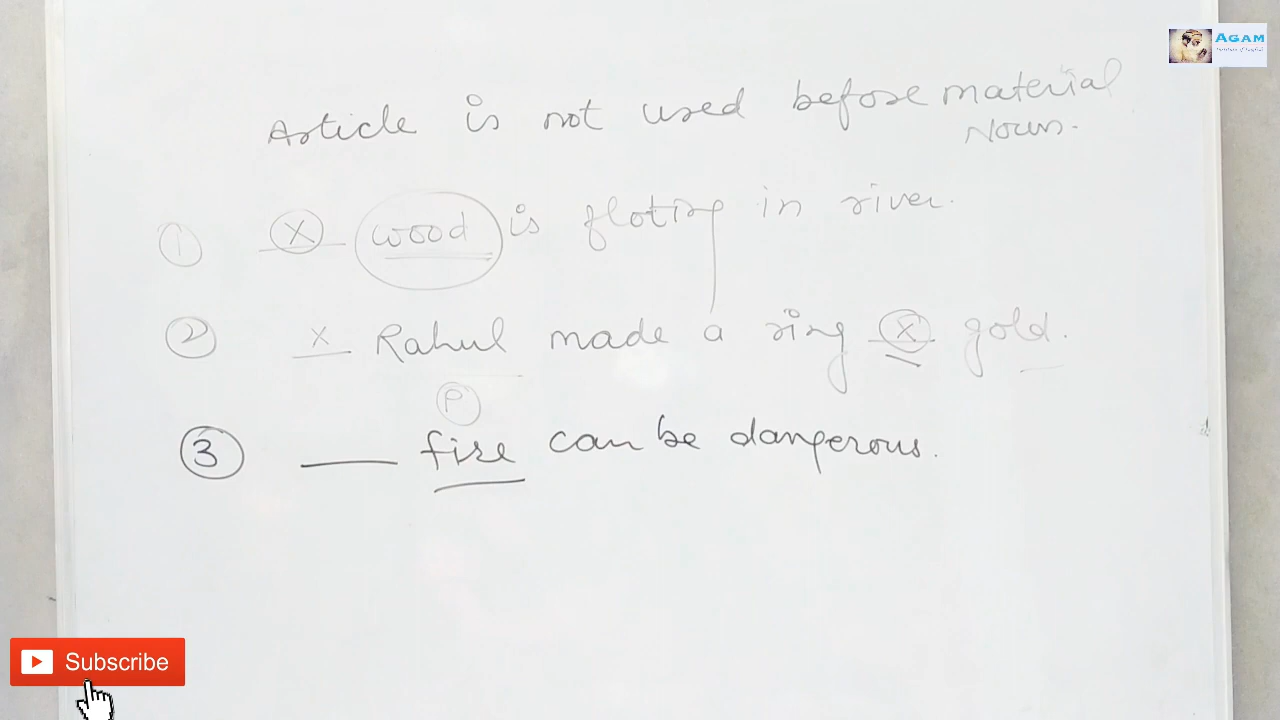 AGAM
Article is not used before material
Noun.
① X wood is floting in river.
② X Rahul made a ring X gold.
P
③ ___ fire can be dangerous.
Subscribe